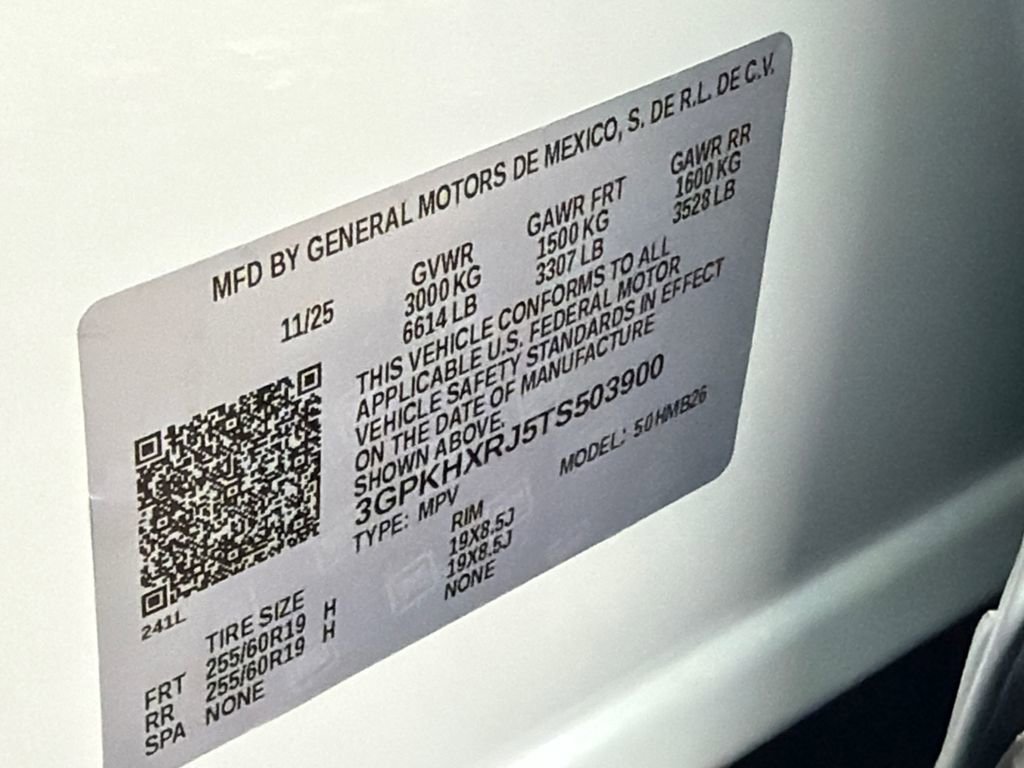 MFD BY GENERAL MOTORS DE MEXICO, S. DE R.L. DE C.V.
11/25
GVWR GAWR FRT GAWR RR
3000 KG 1500 KG 1600 KG
6614 LB 3307 LB 3528 LB
THIS VEHICLE CONFORMS TO ALL
APPLICABLE U.S. FEDERAL MOTOR
VEHICLE SAFETY STANDARDS IN EFFECT
ON THE DATE OF MANUFACTURE
SHOWN ABOVE.
3GPKHXRJ5TS503900
TYPE: MPV MODEL: 50HMB26
241L
TIRE SIZE RIM
FRT 255/60R19 H 19X8.5J
RR 255/60R19 H 19X8.5J
SPA NONE NONE